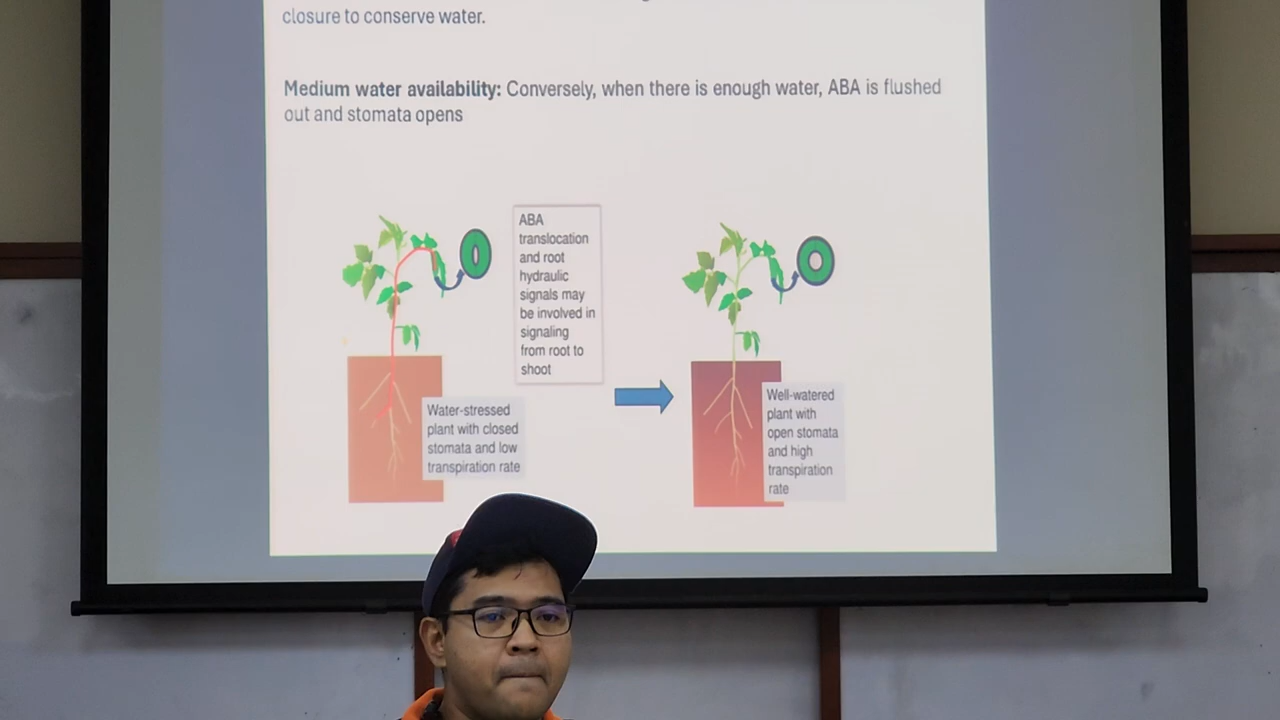 closure to conserve water.
Medium water availability: Conversely, when there is enough water, ABA is flushed
out and stomata opens
ABA
translocation
and root
hydraulic
signals may
be involved in
signaling
from root to
shoot
Water-stressed
plant with closed
stomata and low
transpiration rate
Well-watered
plant with
open stomata
and high
transpiration
rate